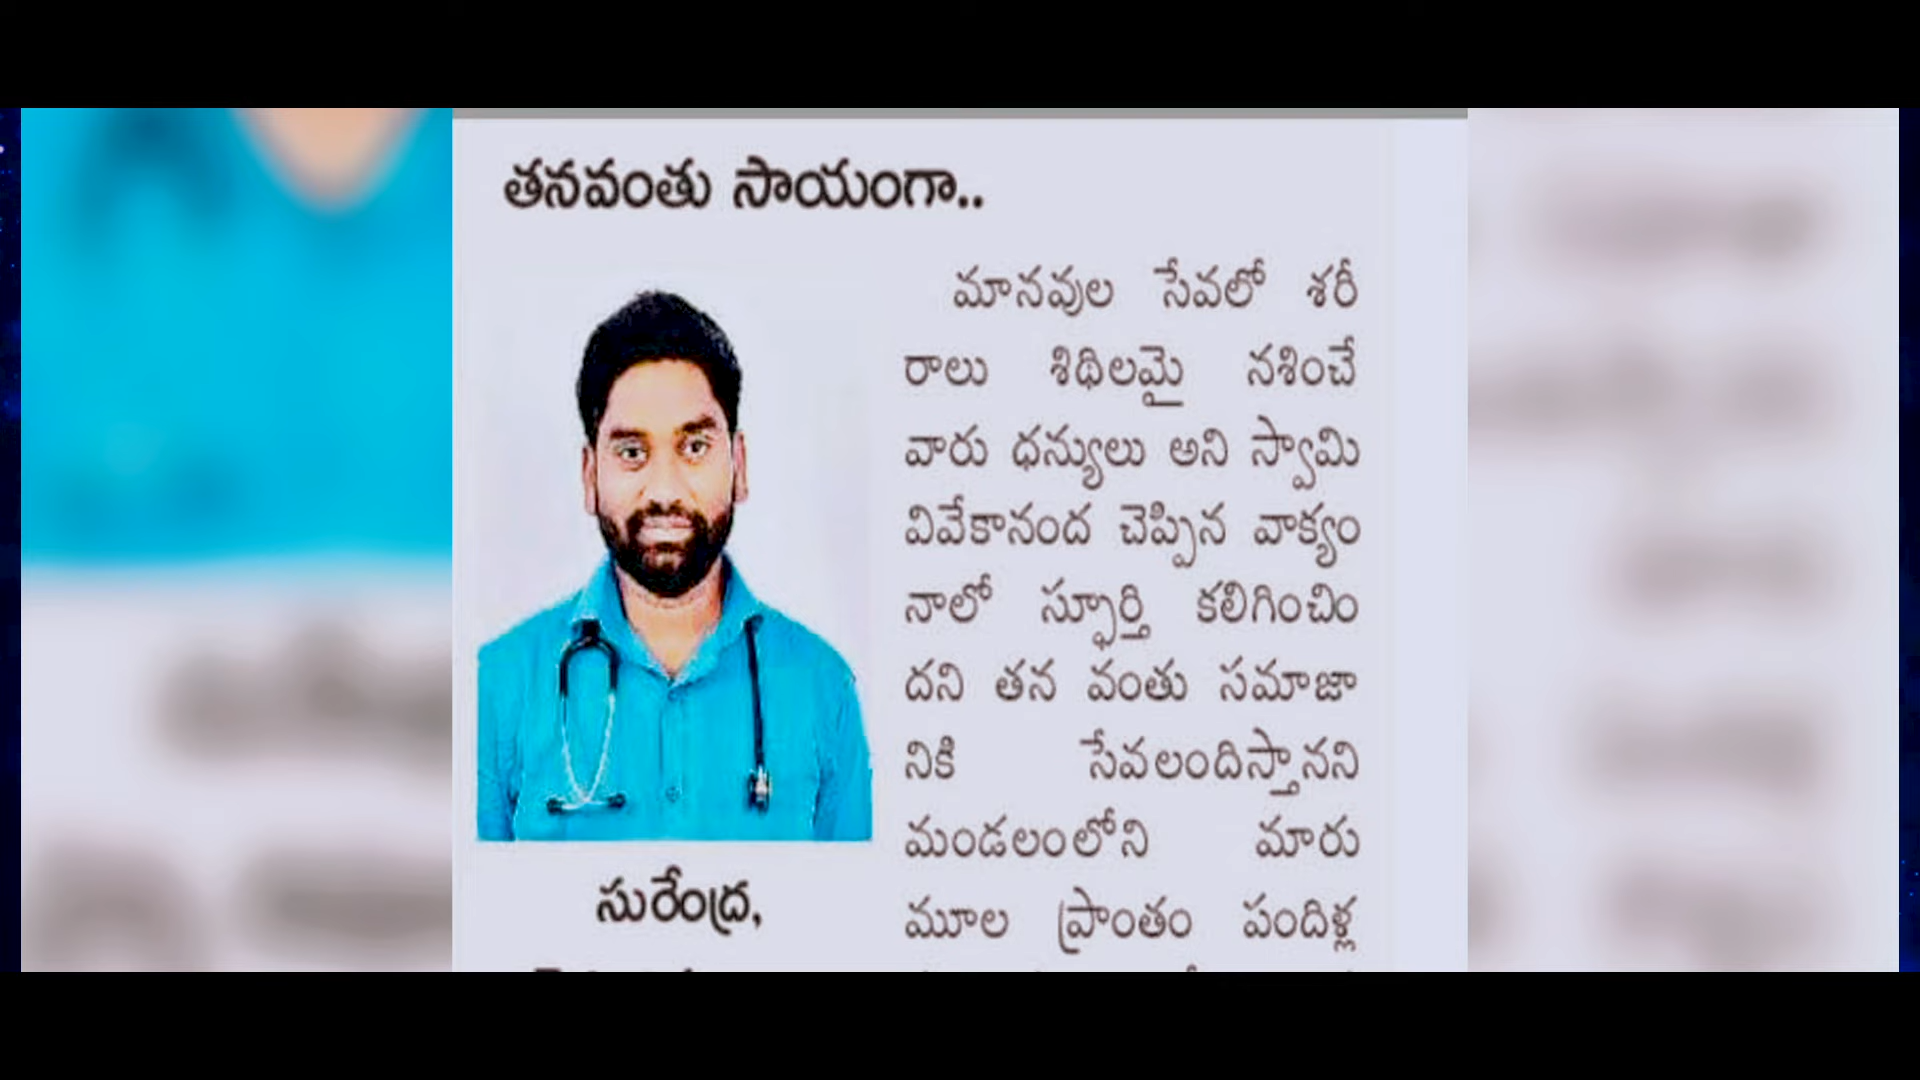 తనవంతు సాయంగా..
మానవుల సేవలో శరీ
రాలు శిథిలమై నశించే
వారు ధన్యులు అని స్వామి
వివేకానంద చెప్పిన వాక్యం
నాలో స్ఫూర్తి కలిగించిం
దని తన వంతు సమాజా
నికి సేవలందిస్తానని
మండలంలోని మారు
మూల ప్రాంతం పందిళ్ల
సురేంద్ర,